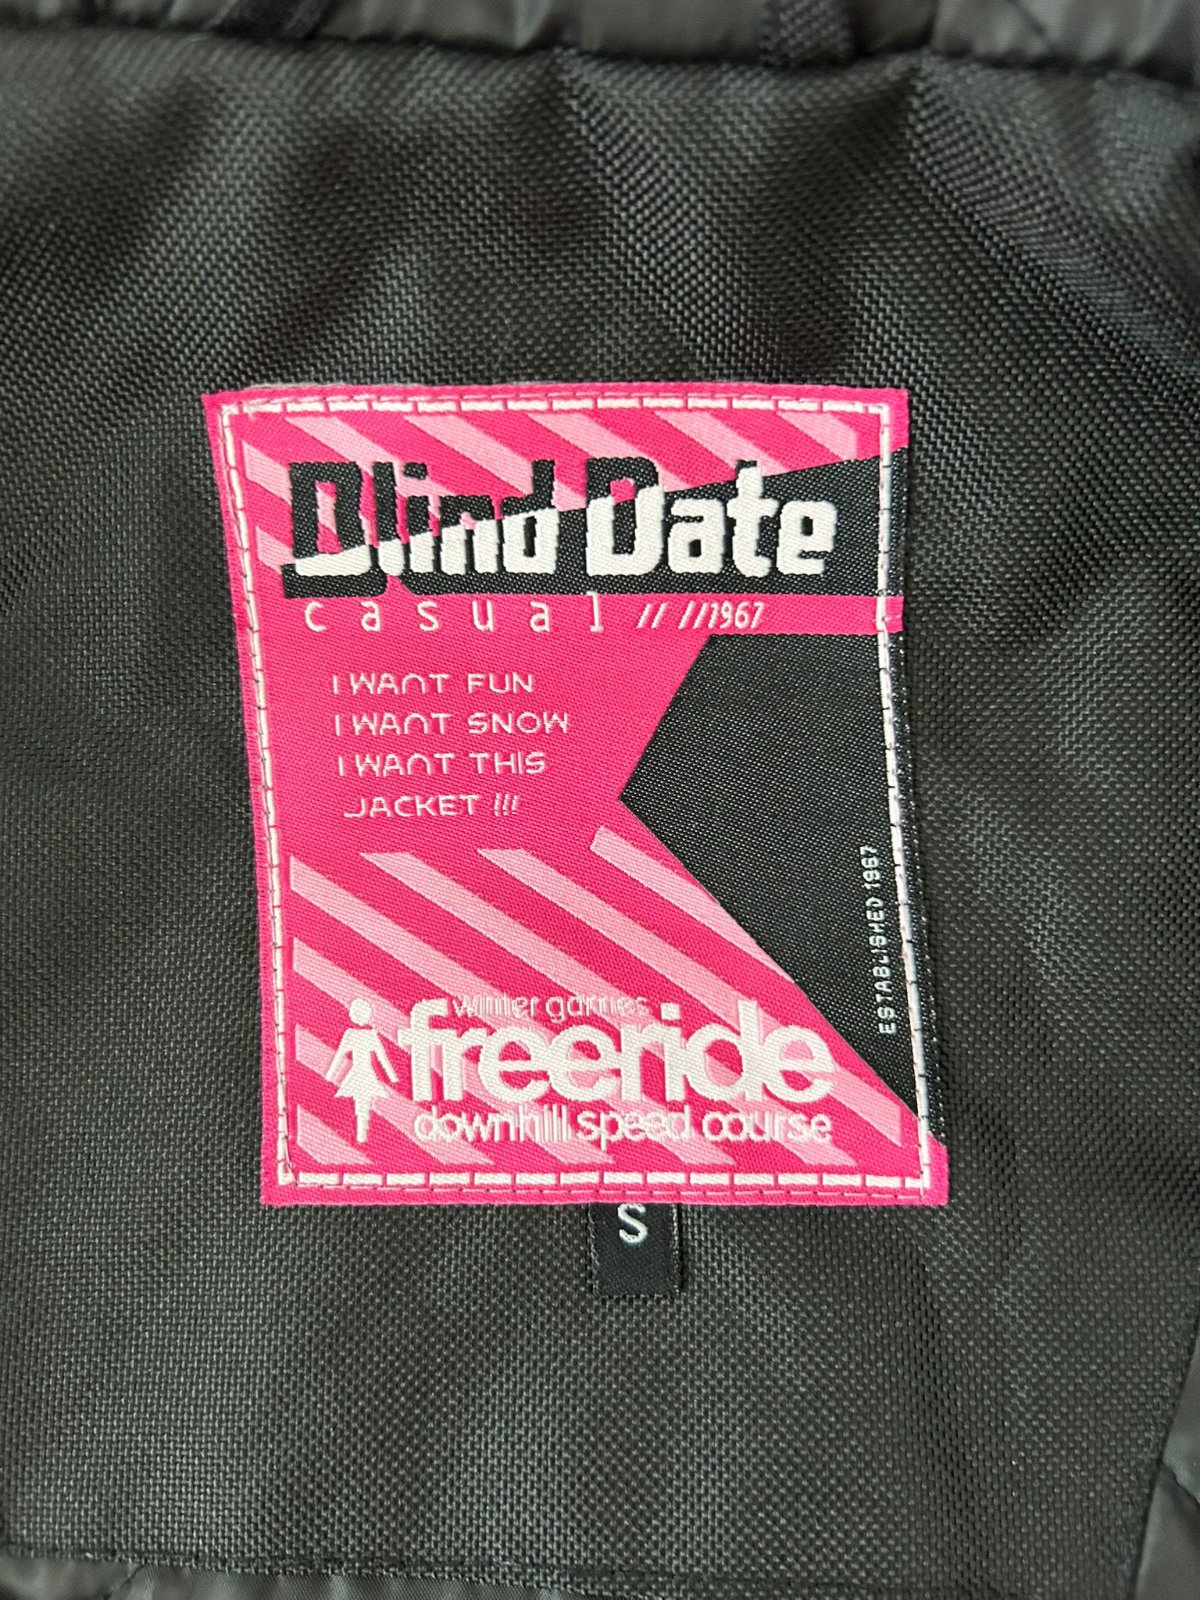 Blind Date
casual // //1967
I WANT FUN
I WANT SNOW
I WANT THIS
JACKET !!!
ESTABLISHED 1967
winter games
freeride
downhill speed course
S